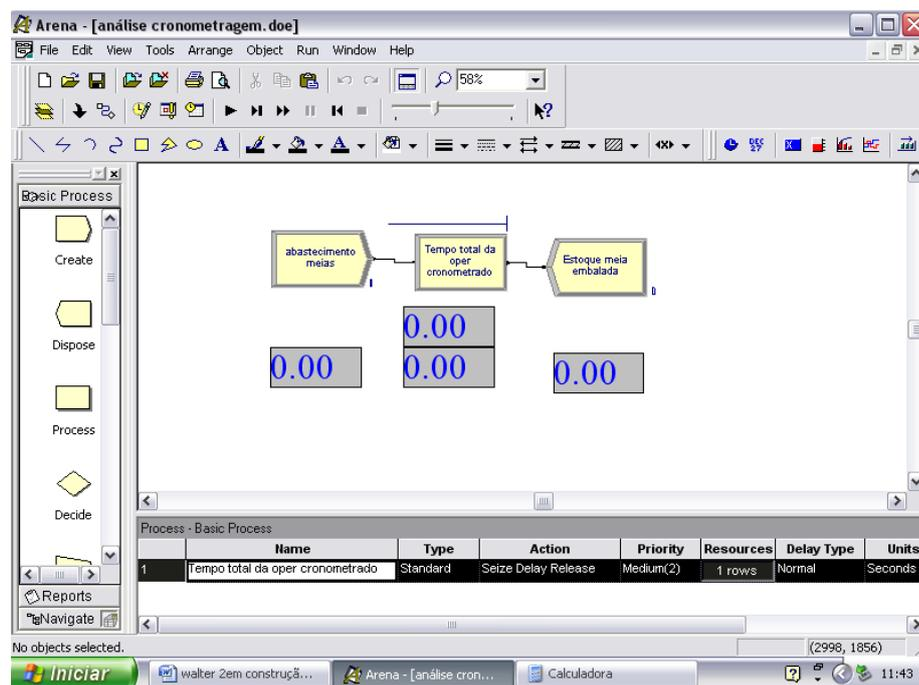 Arena - [análise cronometragem.doe]
File Edit View Tools Arrange Object Run Window Help
58%
Basic Process
Create
Dispose
Process
Decide
Reports
Navigate
abastecimento
meias
Tempo total da
oper
cronometrado
Estoque meia
embalada
0
0.00
0.00
0.00
0.00
Process - Basic Process
Name Type Action Priority Resources Delay Type Units
1 Tempo total da oper cronometrado Standard Seize Delay Release Medium(2) 1 rows Normal Seconds
No objects selected.
(2998, 1856)
Iniciar
walter 2em construçã...
Arena - [análise cron...
Calculadora
11:43